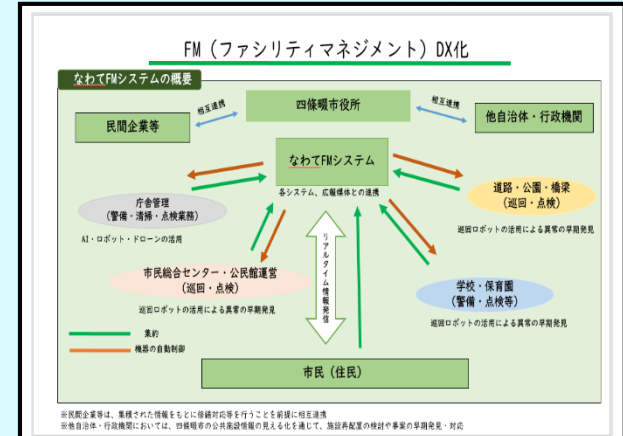 FM（ファシリティマネジメント）DX化
なわてFMシステムの概要
四條畷市役所
相互連携
相互連携
民間企業等
他自治体・行政機関
なわてFMシステム
各システム、広報媒体との連携
庁舎管理
（警備・清掃・点検業務）
AI・ロボット・ドローンの活用
道路・公園・橋梁
（巡回・点検）
巡回ロボットの活用による異常の早期発見
リアルタイム情報発信
市民総合センター・公民館運営
（巡回・点検）
巡回ロボットの活用による異常の早期発見
学校・保育園
（警備・点検等）
巡回ロボットの活用による異常の早期発見
集約
機器の自動制御
市民（住民）
※民間企業等は、集積された情報をもとに修繕対応等を行うことを前提に相互連携
※他自治体・行政機関においては、四條畷市の公共施設情報の見える化を通じて、施設再配置の検討や事業の早期発見・対応